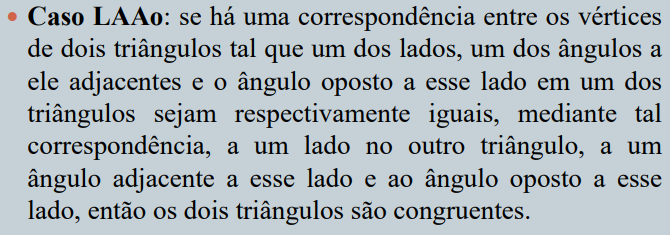 • Caso LAAo: se há uma correspondência entre os vértices
de dois triângulos tal que um dos lados, um dos ângulos a
ele adjacentes e o ângulo oposto a esse lado em um dos
triângulos sejam respectivamente iguais, mediante tal
correspondência, a um lado no outro triângulo, a um
ângulo adjacente a esse lado e ao ângulo oposto a esse
lado, então os dois triângulos são congruentes.